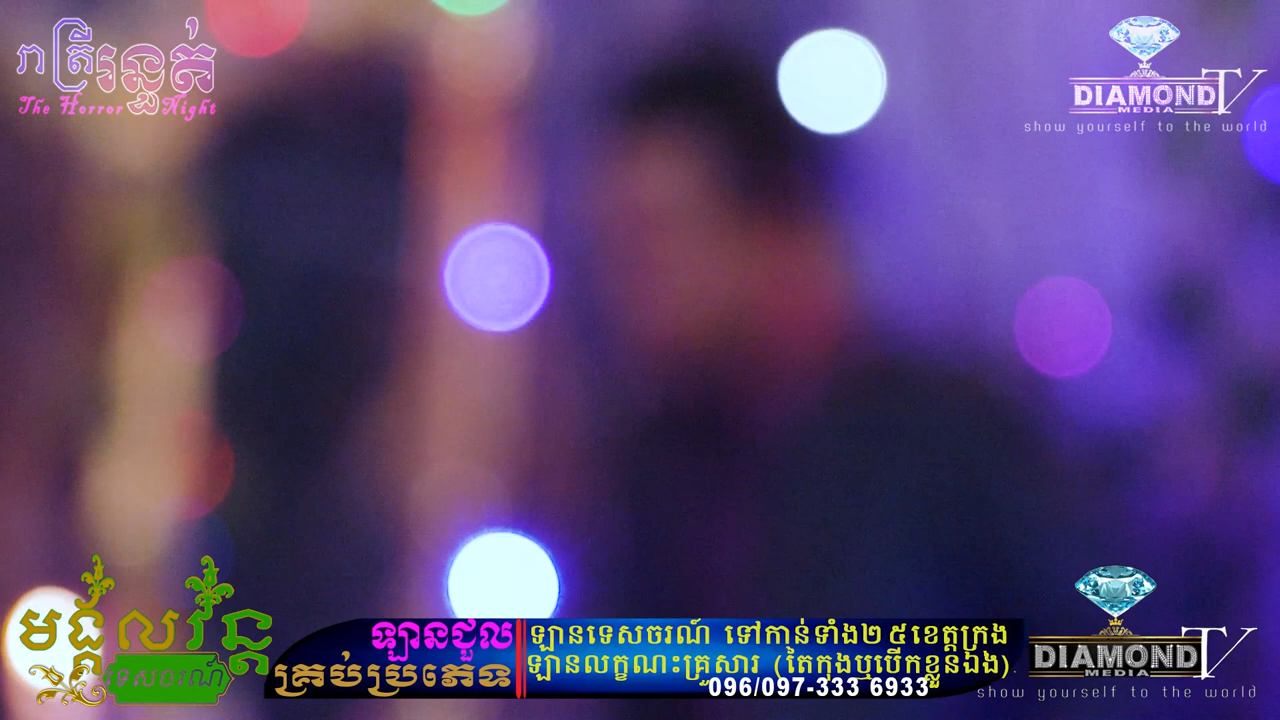 រាត្រីរន្ធត់
The Horror Night
DIAMOND TV
MEDIA
show yourself to the world
មង្គលវណ្ត
ទេសចរណ៍
ឡានជួល
គ្រប់ប្រភេទ
ឡានទេសចរណ៍ ទៅកាន់ទាំង២៥ខេត្តក្រុង
ឡានលក្ខណះគ្រួសារ (តៃកុងឬបើកខ្លួនឯង)
096/097-333 6933
DIAMOND TV
MEDIA
show yourself to the world